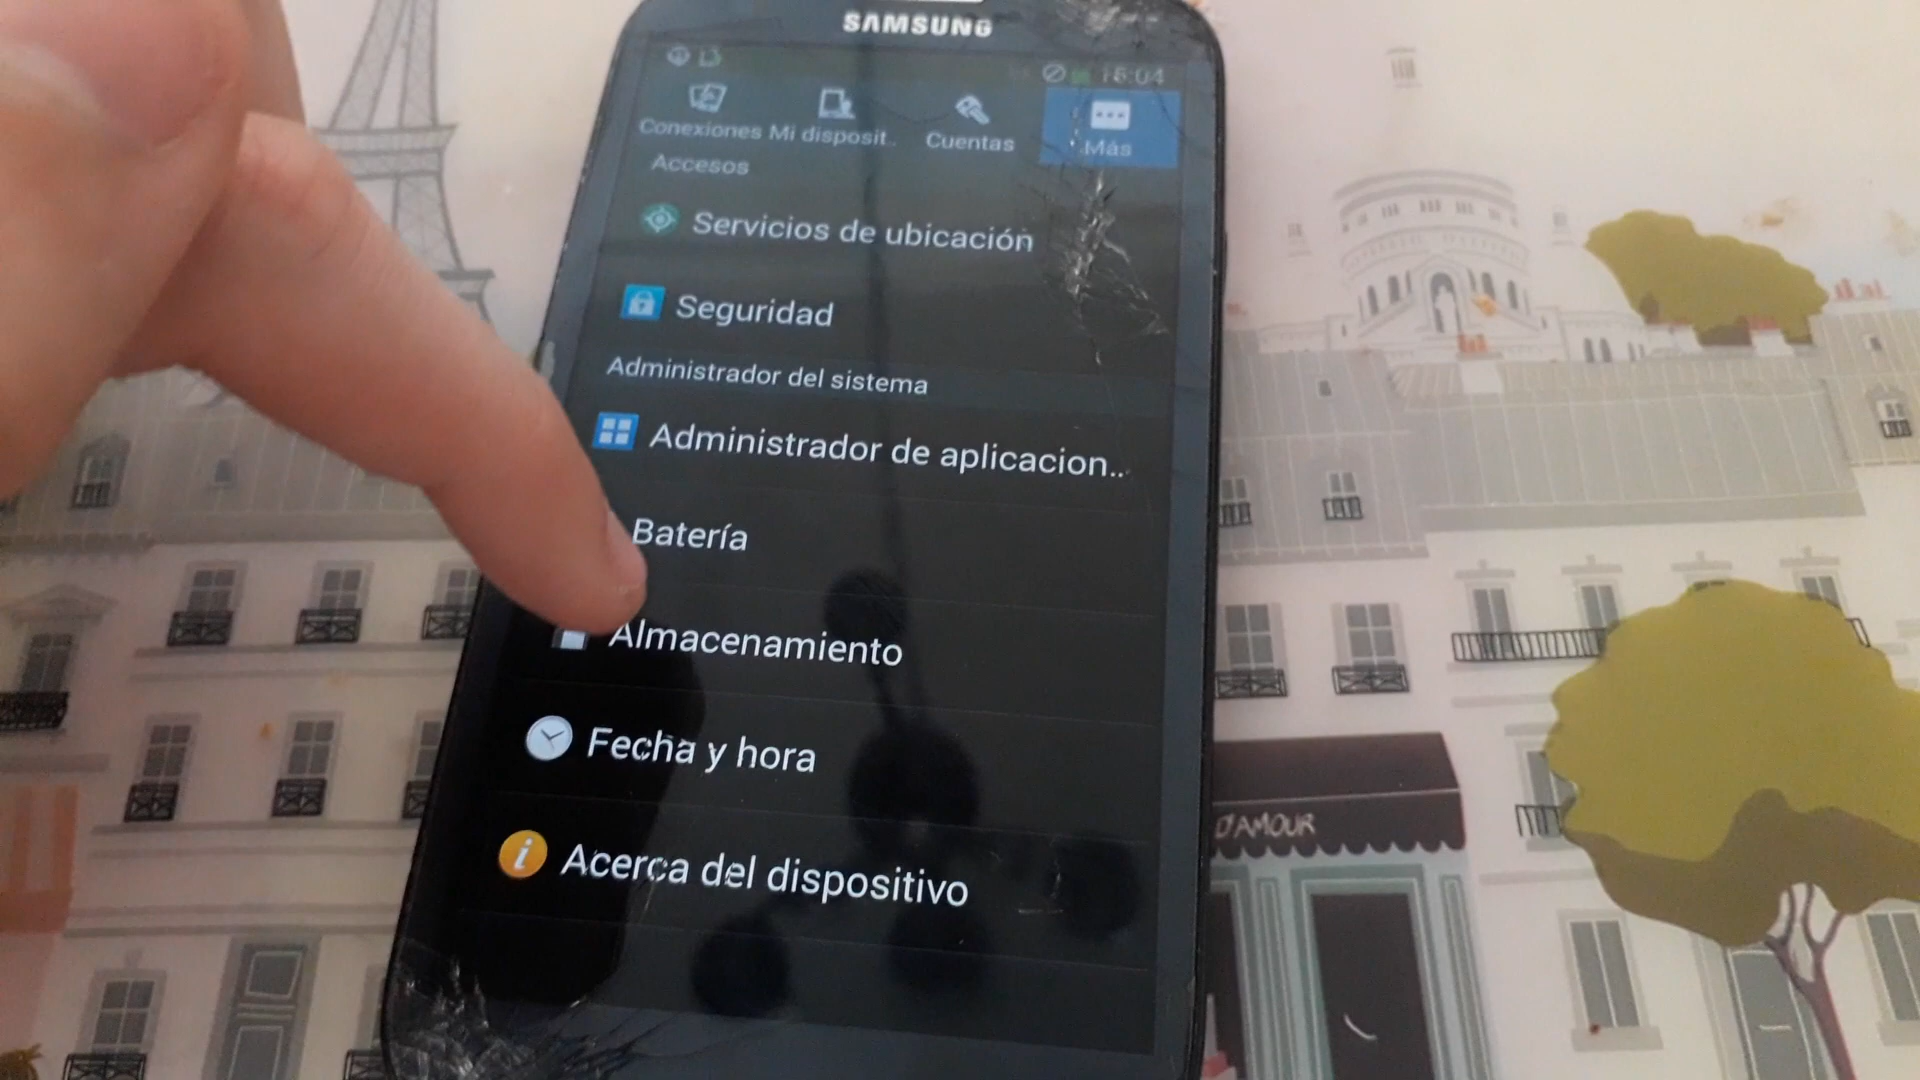 SAMSUNG
16:04
Conexiones Mi disposit.. Cuentas Más
Accesos
Servicios de ubicación
Seguridad
Administrador del sistema
Administrador de aplicacion...
Batería
Almacenamiento
Fecha y hora
Acerca del dispositivo
D'AMOUR